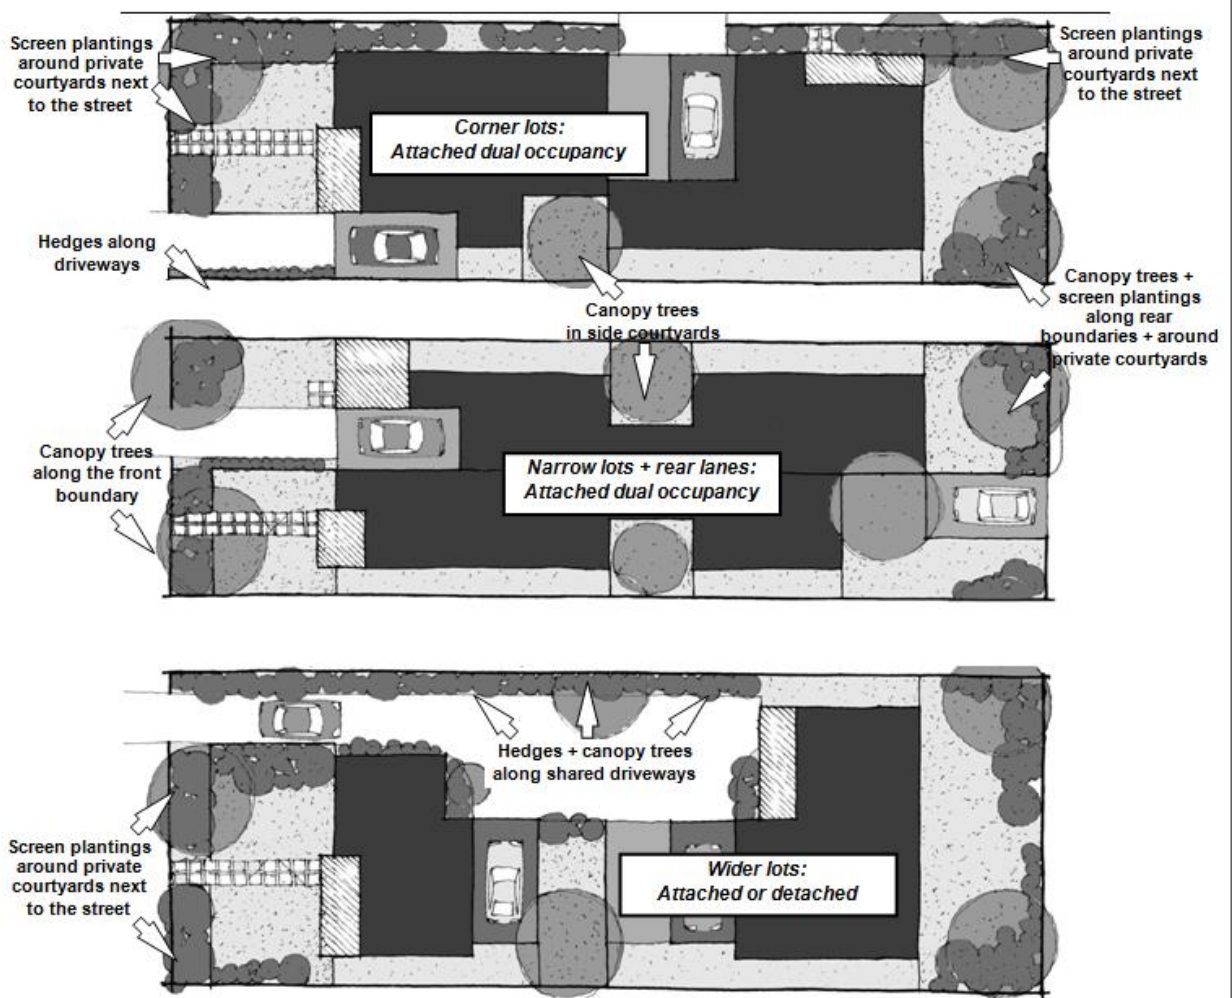 Screen plantings
around private
courtyards next
to the street
Corner lots:
Attached dual occupancy
Screen plantings
around private
courtyards next
to the street
Hedges along
driveways
Canopy trees
in side courtyards
Canopy trees +
screen plantings
along rear
boundaries + around
private courtyards
Canopy trees
along the front
boundary
Narrow lots + rear lanes:
Attached dual occupancy
Hedges + canopy trees
along shared driveways
Screen plantings
around private
courtyards next
to the street
Wider lots:
Attached or detached